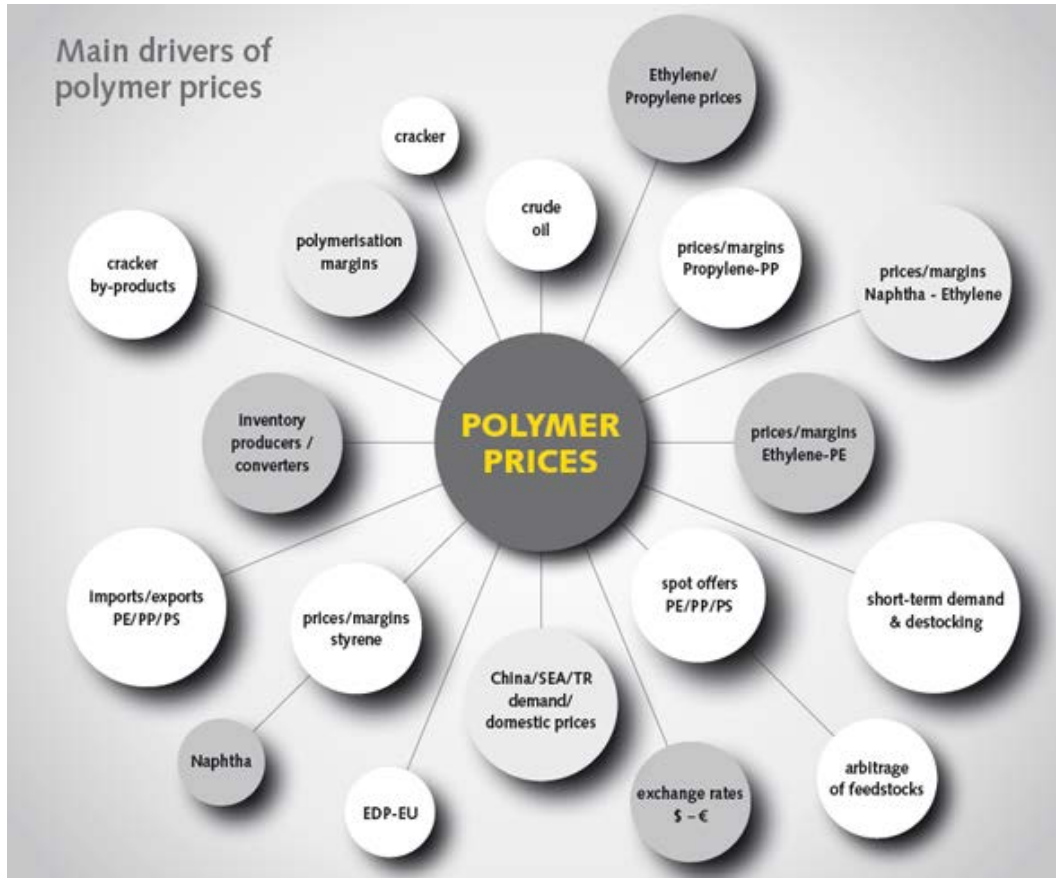 Main drivers of
polymer prices
Ethylene/
Propylene prices
cracker
crude
oil
polymerisation
margins
prices/margins
Propylene-PP
cracker
by-products
prices/margins
Naphtha - Ethylene
POLYMER
PRICES
inventory
producers /
converters
prices/margins
Ethylene-PE
imports/exports
PE/PP/PS
prices/margins
styrene
spot offers
PE/PP/PS
short-term demand
& destocking
China/SEA/TR
demand/
domestic prices
Naphtha
EDP-EU
exchange rates
$ – €
arbitrage
of feedstocks